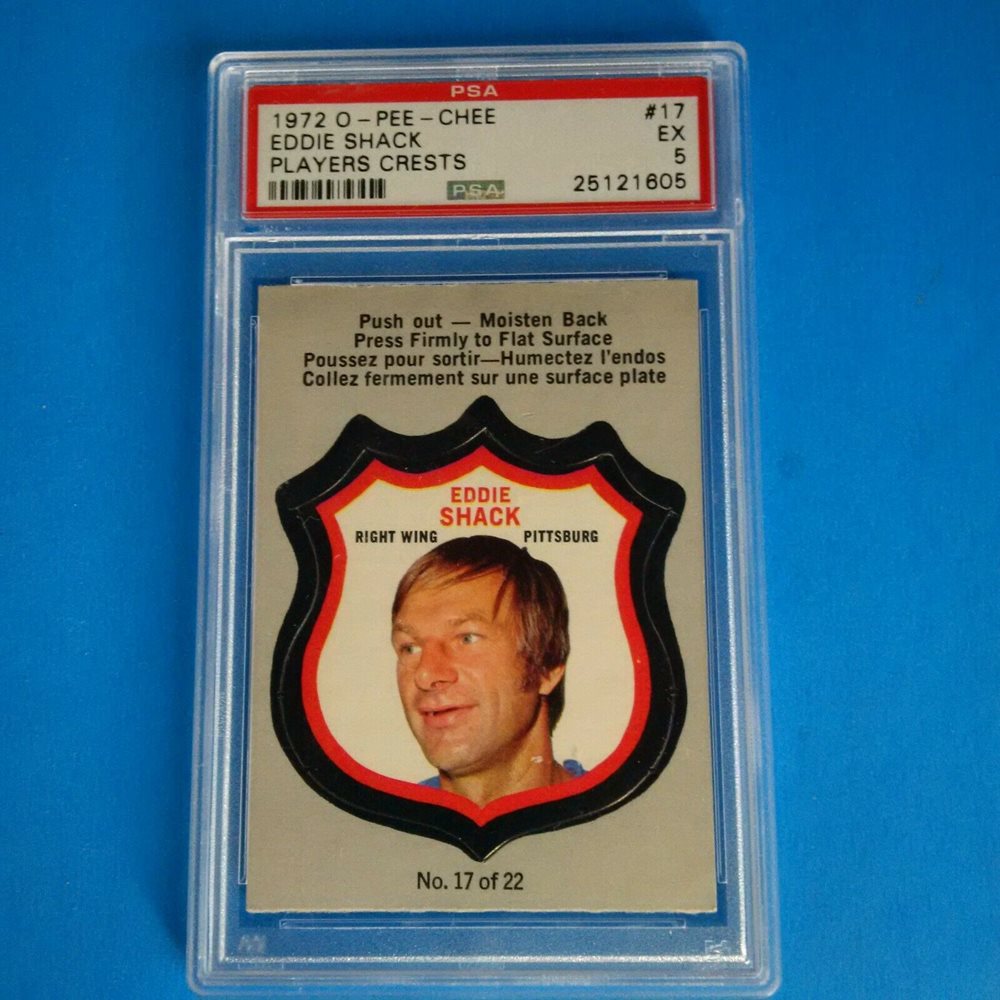 PSA
1972 O-PEE-CHEE #17
EDDIE SHACK EX
PLAYERS CRESTS 5
PSA 25121605
Push out — Moisten Back
Press Firmly to Flat Surface
Poussez pour sortir—Humectez l'endos
Collez fermement sur une surface plate
EDDIE
SHACK
RIGHT WING PITTSBURG
No. 17 of 22